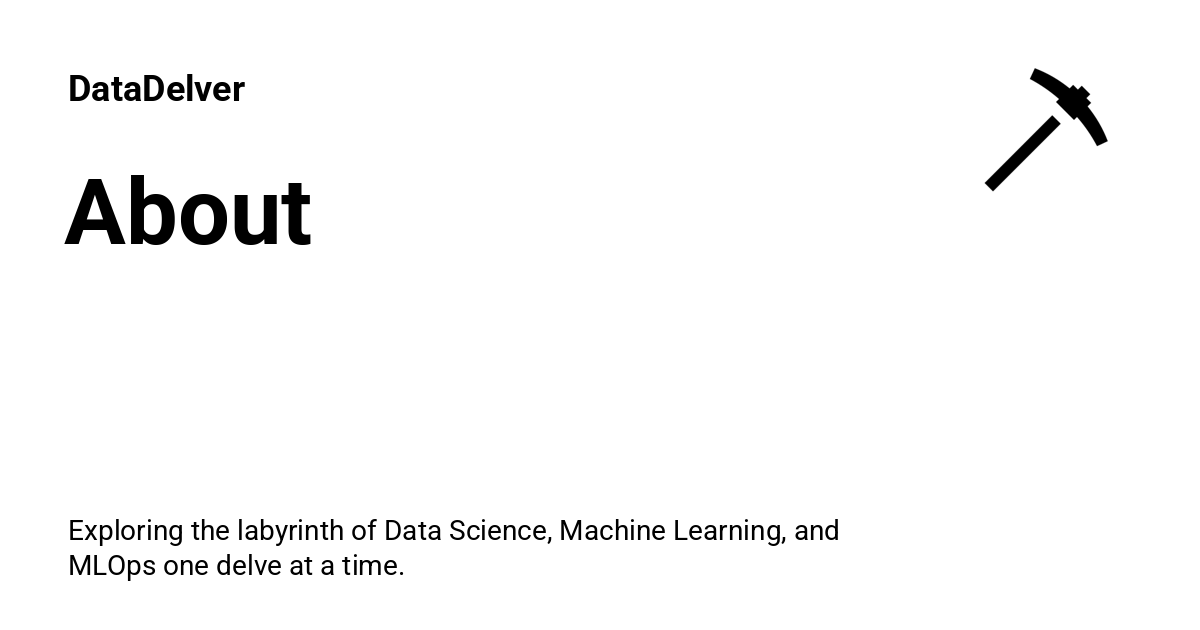 DataDelver
About
Exploring the labyrinth of Data Science, Machine Learning, and
MLOps one delve at a time.